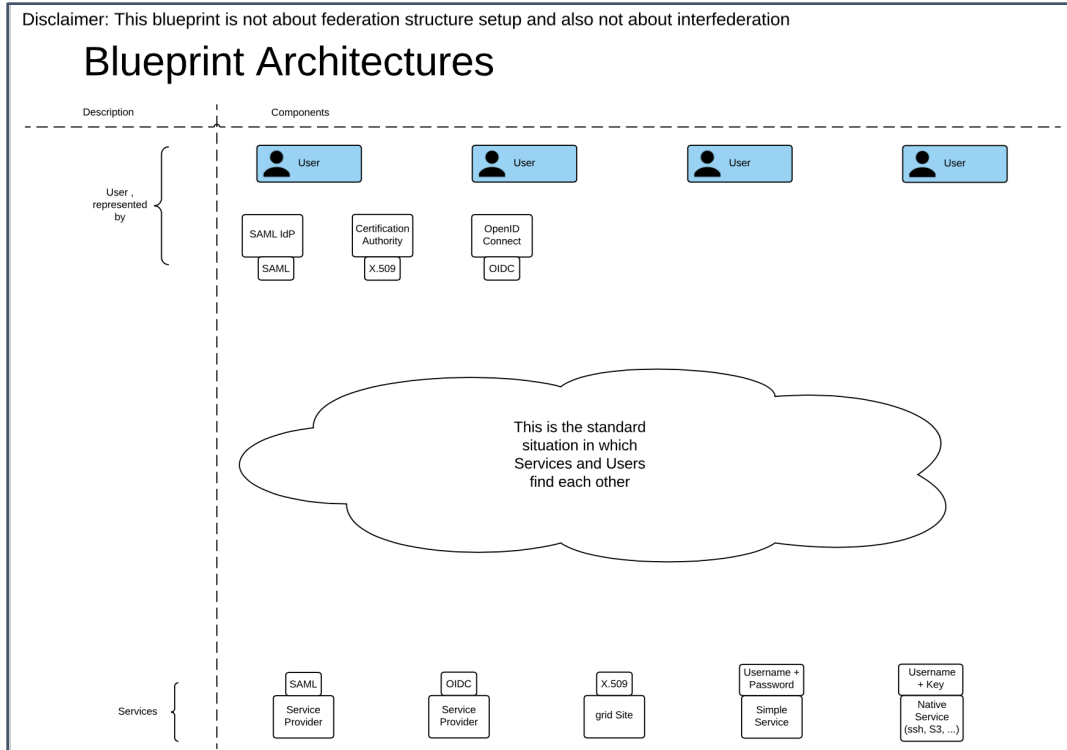 Disclaimer: This blueprint is not about federation structure setup and also not about interfederation
Blueprint Architectures
Description
Components
User
User
User
User
User ,
represented
by
SAML IdP
Certification
Authority
OpenID
Connect
SAML
X.509
OIDC
This is the standard
situation in which
Services and Users
find each other
Services
SAML
Service
Provider
OIDC
Service
Provider
X.509
grid Site
Username +
Password
Simple
Service
Username
+ Key
Native
Service
(ssh, S3, ...)